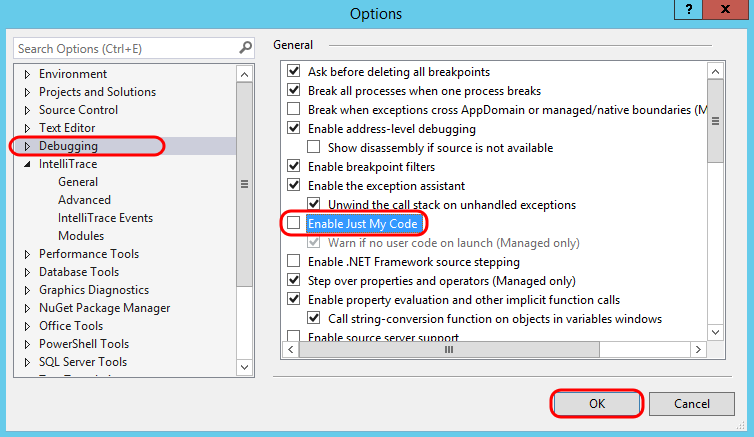 Options
?
x
Search Options (Ctrl+E)
Environment
Projects and Solutions
Source Control
Text Editor
Debugging
IntelliTrace
General
Advanced
IntelliTrace Events
Modules
Performance Tools
Database Tools
Graphics Diagnostics
NuGet Package Manager
Office Tools
PowerShell Tools
SQL Server Tools
General
Ask before deleting all breakpoints
Break all processes when one process breaks
Break when exceptions cross AppDomain or managed/native boundaries (M
Enable address-level debugging
Show disassembly if source is not available
Enable breakpoint filters
Enable the exception assistant
Unwind the call stack on unhandled exceptions
Enable Just My Code
Warn if no user code on launch (Managed only)
Enable .NET Framework source stepping
Step over properties and operators (Managed only)
Enable property evaluation and other implicit function calls
Call string-conversion function on objects in variables windows
Enable source server support
OK
Cancel